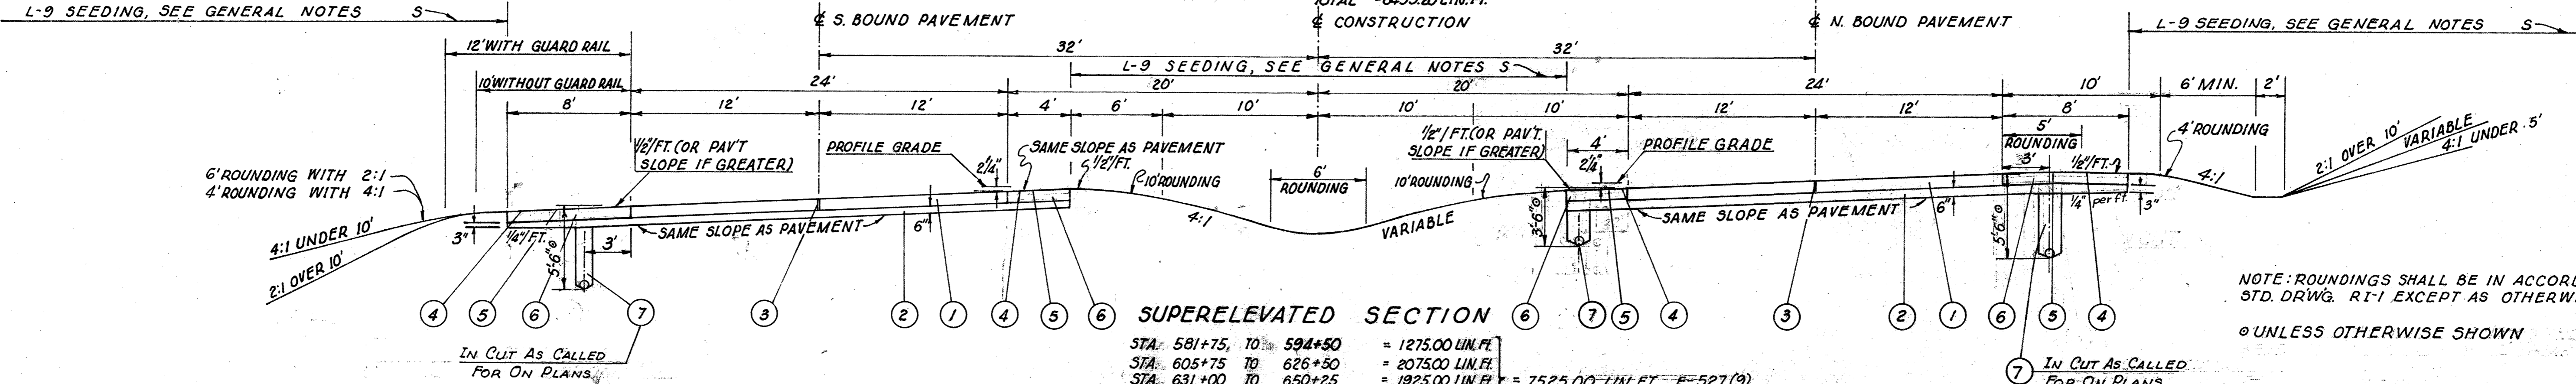 TOTAL
L-9 SEEDING, SEE GENERAL NOTES S
℄ S. BOUND PAVEMENT
℄ CONSTRUCTION
℄ N. BOUND PAVEMENT
L-9 SEEDING, SEE GENERAL NOTES S
12' WITH GUARD RAIL
32'
32'
L-9 SEEDING, SEE GENERAL NOTES S
10' WITHOUT GUARD RAIL
24'
20'
20'
24'
10'
6' MIN.
2'
8'
12'
12'
4'
6'
10'
10'
10'
12'
12'
8'
5'
ROUNDING
3'
1/2"/FT. (OR PAV'T
SLOPE IF GREATER)
PROFILE GRADE
2 1/4"
SAME SLOPE AS PAVEMENT
1/2"/FT.
10' ROUNDING
6'
ROUNDING
10' ROUNDING
1/2"/FT. (OR PAV'T.
SLOPE IF GREATER)
4'
2 1/4"
PROFILE GRADE
1/2"/FT.
4' ROUNDING
2:1 OVER 10'
VARIABLE
4:1 UNDER 5'
6' ROUNDING WITH 2:1
4' ROUNDING WITH 4:1
4:1 UNDER 10'
2:1 OVER 10'
3"
1/4"/FT.
5'-6"⊙
3'
SAME SLOPE AS PAVEMENT
6"
4:1
VARIABLE
3'-6"⊙
SAME SLOPE AS PAVEMENT
6"
5'-6"⊙
1/4" per ft.
3"
4:1
4 5 6 7 3 2 1 4 5 6
6 7 5 4 3 2 1 6 5 4
IN CUT AS CALLED
FOR ON PLANS
SUPERELEVATED SECTION
STA. 581+75, TO 594+50 = 1275.00 LIN.FT.
STA. 605+75 TO 626+50 = 2075.00 LIN.FT.
STA. 631+00 TO 650+25 = 1925.00 LIN.FT. = 7525.00 LIN.FT. F-527(9)
NOTE: ROUNDINGS SHALL BE IN ACCOR
STD. DR'WG. RI-1 EXCEPT AS OTHERW
⊙ UNLESS OTHERWISE SHOWN
7 IN CUT AS CALLED
FOR ON PLANS